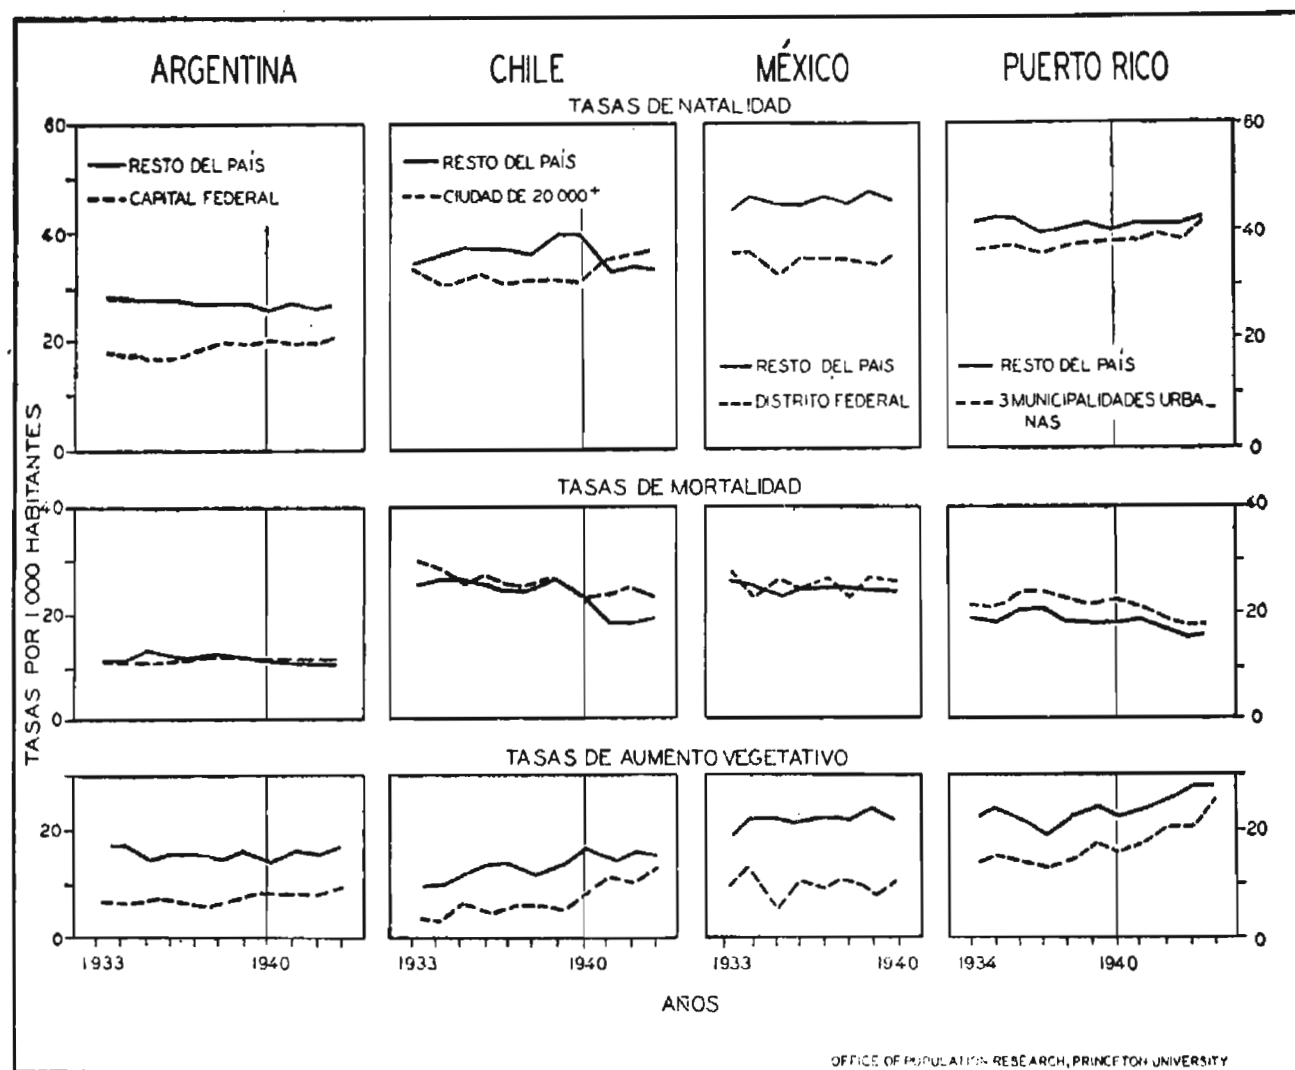 ARGENTINA CHILE MÉXICO PUERTO RICO
TASAS DE NATALIDAD
60 60
RESTO DEL PAÍS RESTO DEL PAÍS
CAPITAL FEDERAL CIUDAD DE 20 000+
40 40
20 20
RESTO DEL PAIS RESTO DEL PAÍS
DISTRITO FEDERAL 3 MUNICIPALIDADES URBA_
NAS
0 0
TASAS POR 1 000 HABITANTES
TASAS DE MORTALIDAD
40 40
20 20
0 0
TASAS DE AUMENTO VEGETATIVO
20 20
0 0
1933 1940 1933 1940 1933 1940 1934 1940
AÑOS
OFFICE OF POPULATION RESEARCH, PRINCETON UNIVERSITY